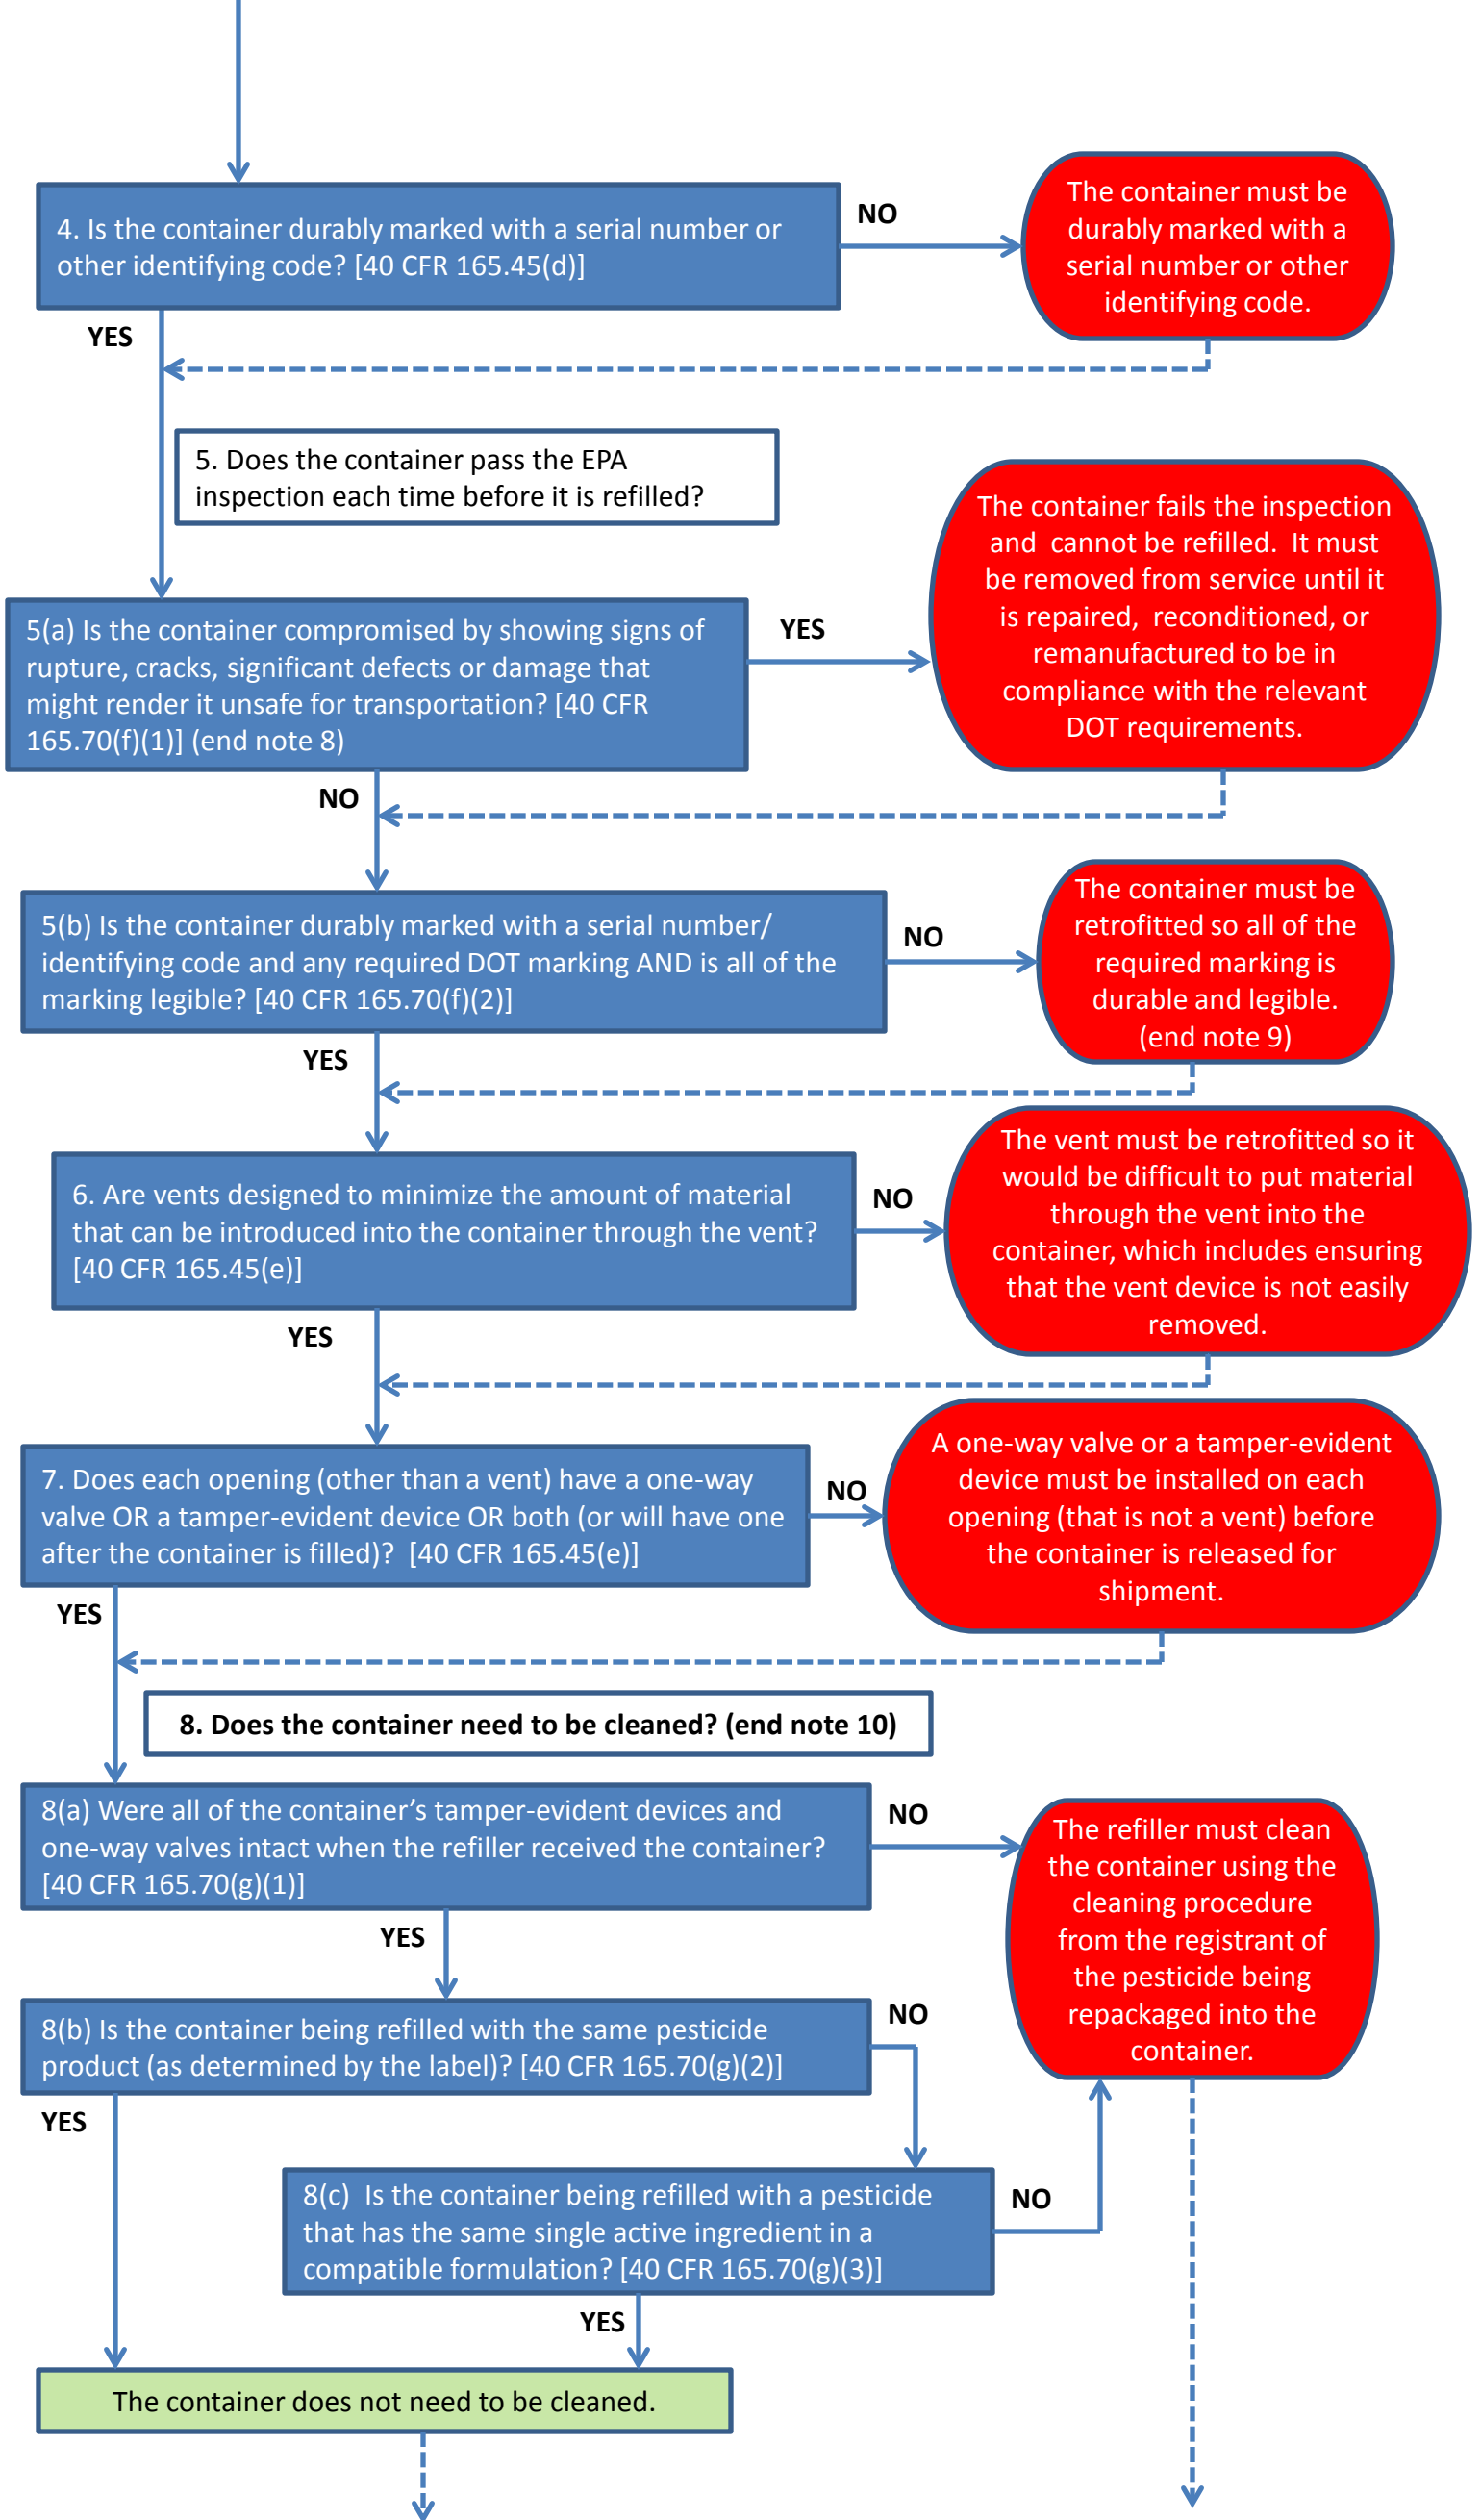 4. Is the container durably marked with a serial number or
other identifying code? [40 CFR 165.45(d)]
NO
The container must be
durably marked with a
serial number or other
identifying code.
YES
5. Does the container pass the EPA
inspection each time before it is refilled?
5(a) Is the container compromised by showing signs of
rupture, cracks, significant defects or damage that
might render it unsafe for transportation? [40 CFR
165.70(f)(1)] (end note 8)
YES
The container fails the inspection
and cannot be refilled. It must
be removed from service until it
is repaired, reconditioned, or
remanufactured to be in
compliance with the relevant
DOT requirements.
NO
5(b) Is the container durably marked with a serial number/
identifying code and any required DOT marking AND is all of the
marking legible? [40 CFR 165.70(f)(2)]
NO
The container must be
retrofitted so all of the
required marking is
durable and legible.
(end note 9)
YES
6. Are vents designed to minimize the amount of material
that can be introduced into the container through the vent?
[40 CFR 165.45(e)]
NO
The vent must be retrofitted so it
would be difficult to put material
through the vent into the
container, which includes ensuring
that the vent device is not easily
removed.
YES
7. Does each opening (other than a vent) have a one-way
valve OR a tamper-evident device OR both (or will have one
after the container is filled)? [40 CFR 165.45(e)]
NO
A one-way valve or a tamper-evident
device must be installed on each
opening (that is not a vent) before
the container is released for
shipment.
YES
8. Does the container need to be cleaned? (end note 10)
8(a) Were all of the container’s tamper-evident devices and
one-way valves intact when the refiller received the container?
[40 CFR 165.70(g)(1)]
NO
The refiller must clean
the container using the
cleaning procedure
from the registrant of
the pesticide being
repackaged into the
container.
YES
8(b) Is the container being refilled with the same pesticide
product (as determined by the label)? [40 CFR 165.70(g)(2)]
NO
YES
8(c) Is the container being refilled with a pesticide
that has the same single active ingredient in a
compatible formulation? [40 CFR 165.70(g)(3)]
NO
YES
The container does not need to be cleaned.